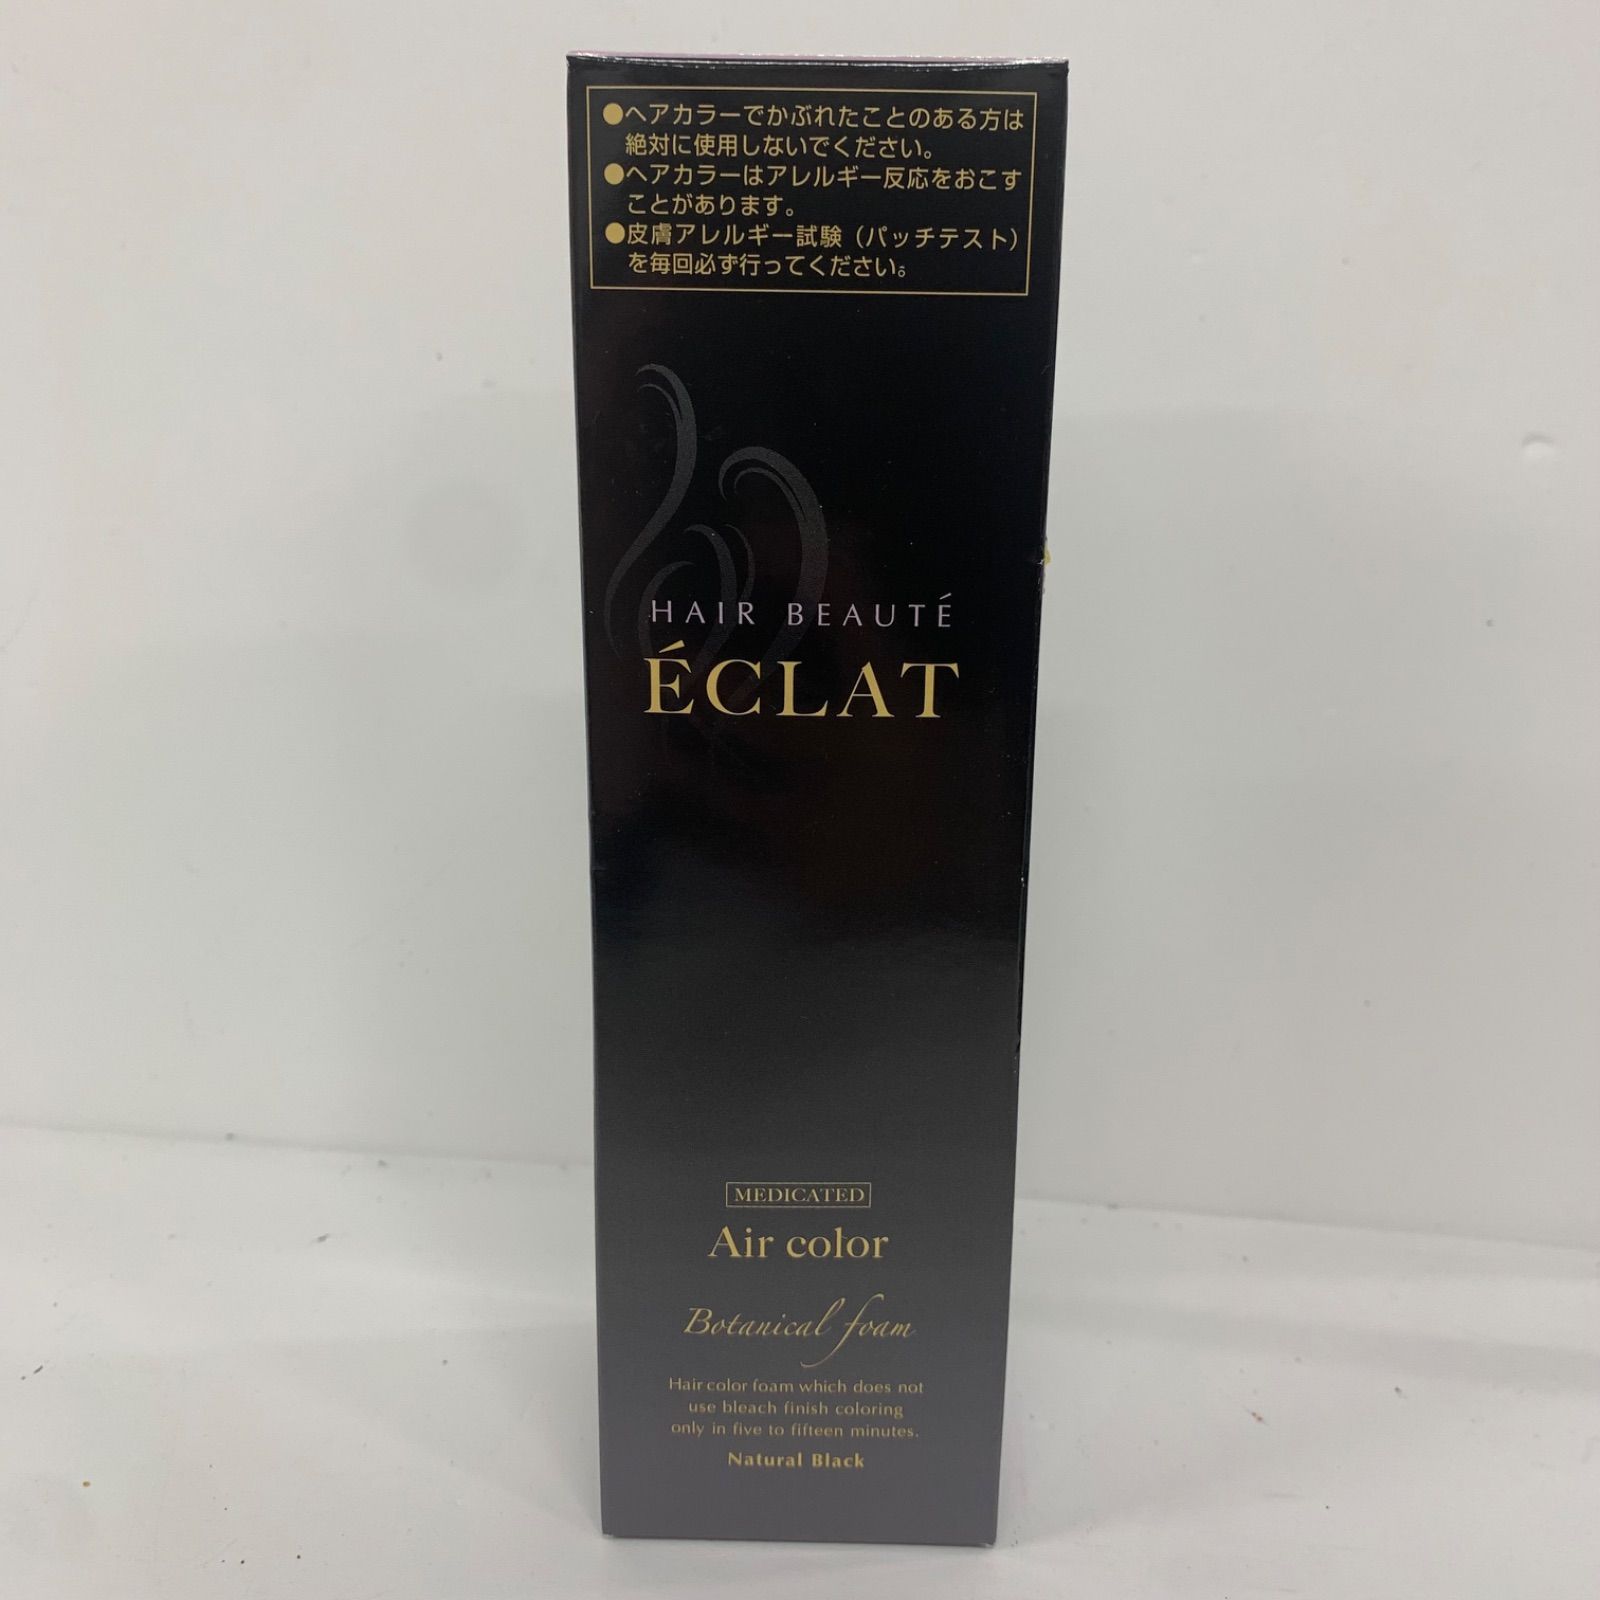 ●ヘアカラーでかぶれたことのある方は
絶対に使用しないでください。
●ヘアカラーはアレルギー反応をおこす
ことがあります。
●皮膚アレルギー試験（パッチテスト）
を毎回必ず行ってください。
HAIR BEAUTÉ
ÉCLAT
MEDICATED
Air color
Botanical foam
Hair color foam which does not
use bleach finish coloring
only in five to fifteen minutes.
Natural Black